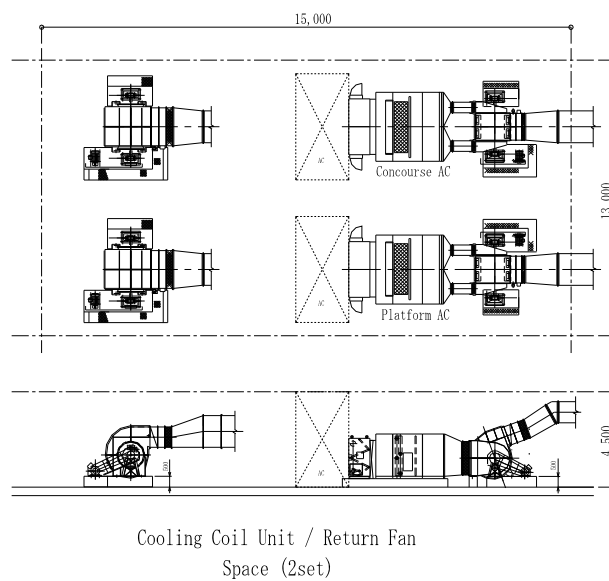 15,000
AC
Concourse AC
13,000
AC
Platform AC
500
AC
500
4,500
Cooling Coil Unit / Return Fan
Space (2set)